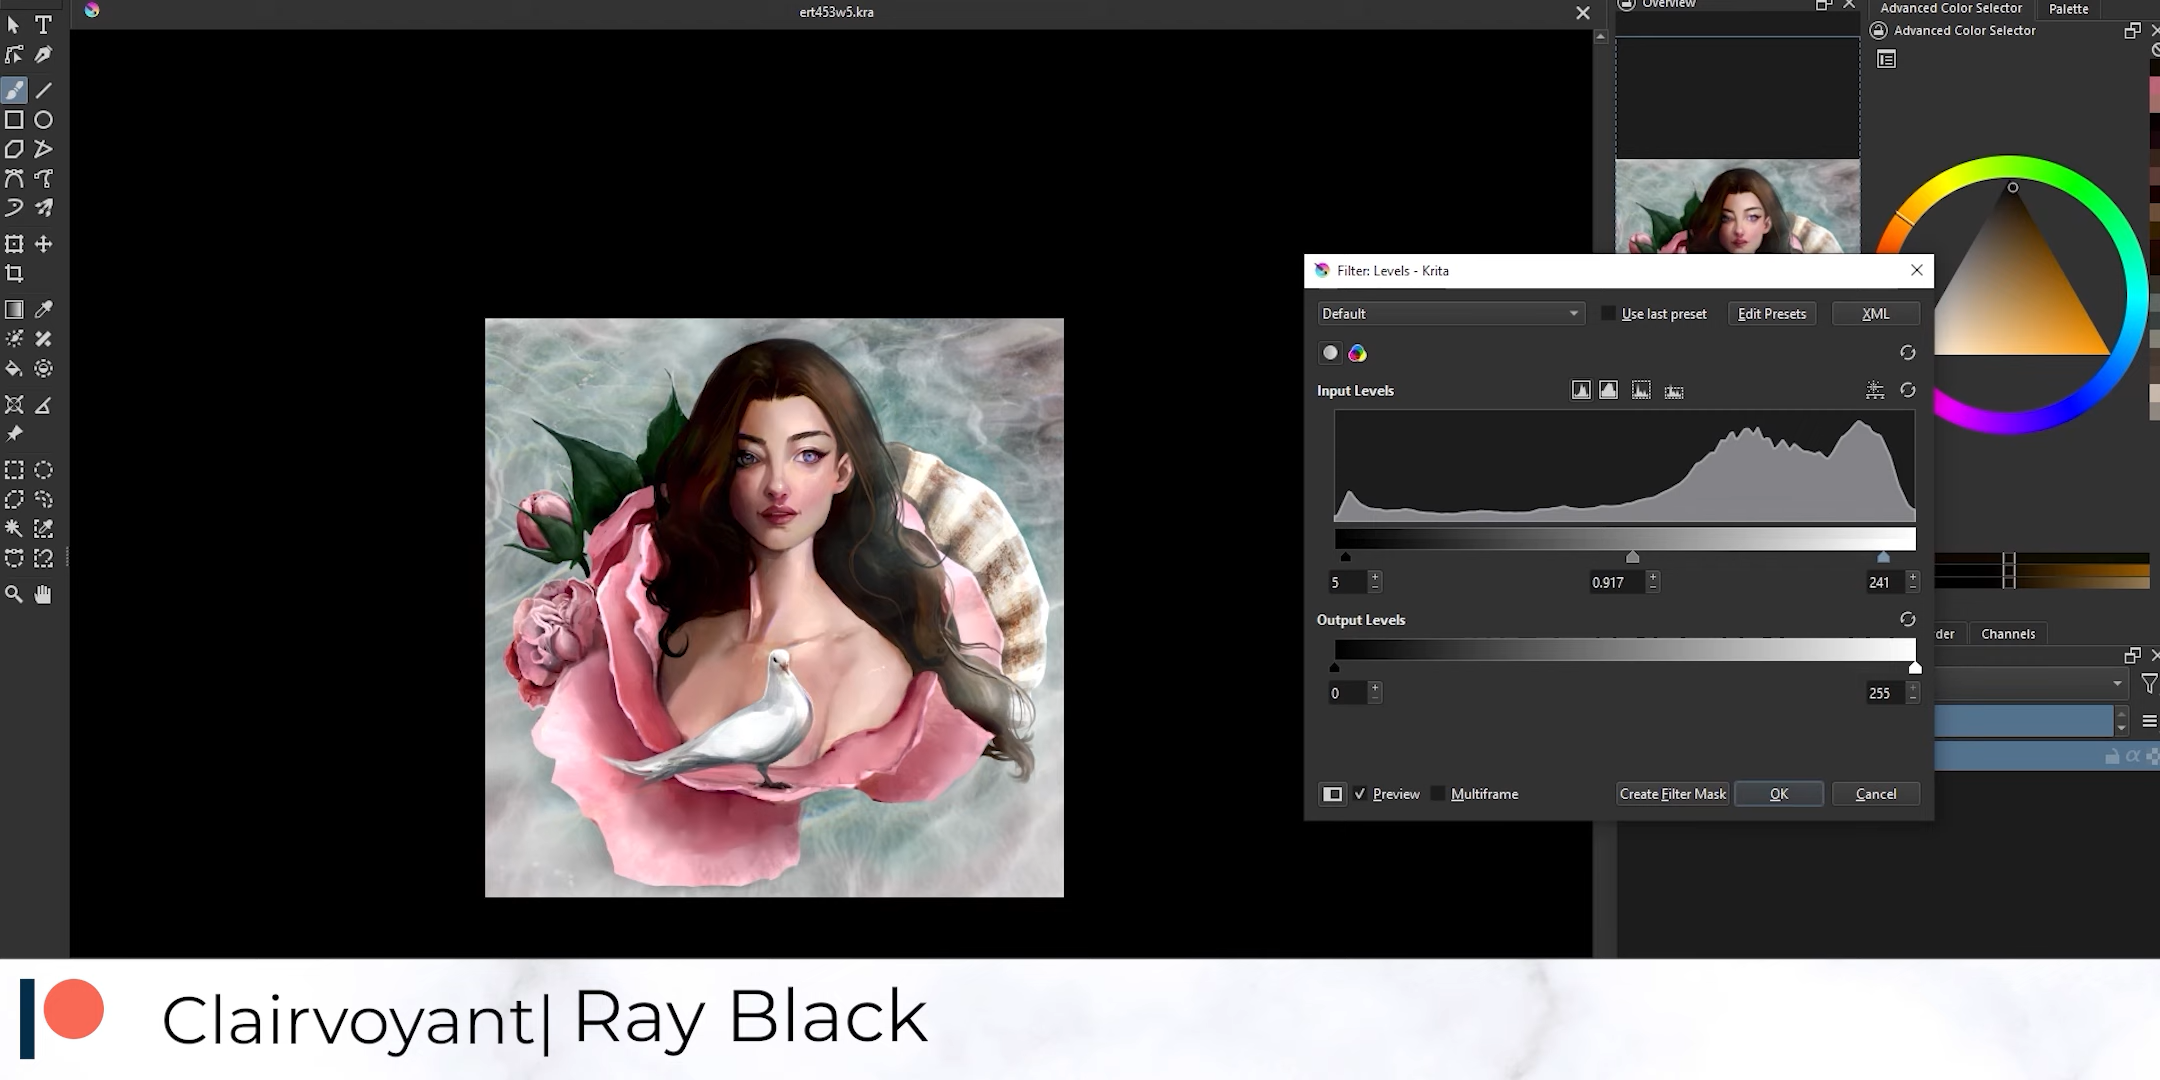 ert453w5.kra
Overview
Advanced Color Selector
Palette
Advanced Color Selector
Filter: Levels - Krita
Default
Use last preset
Edit Presets
XML
Input Levels
5
0.917
241
Output Levels
0
255
der
Channels
Preview
Multiframe
Create Filter Mask
OK
Cancel
Clairvoyant| Ray Black